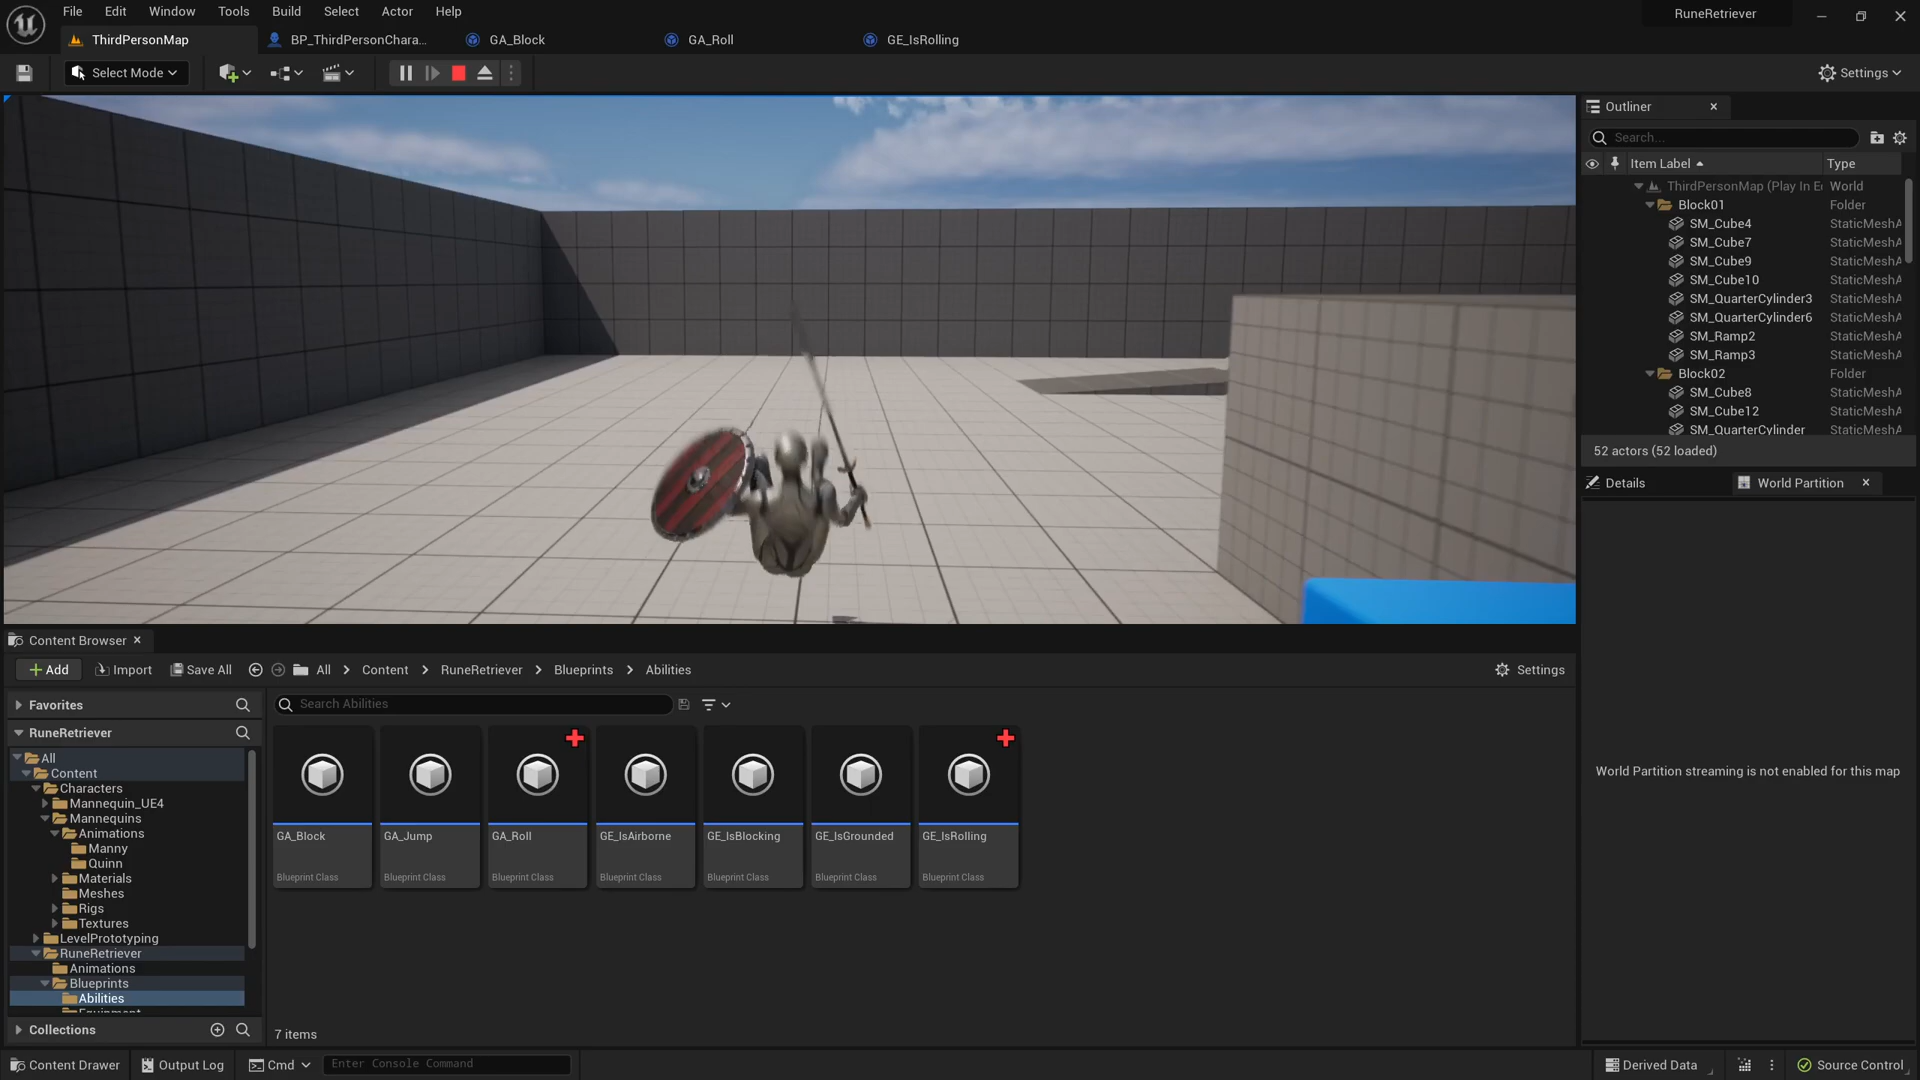 File Edit Window Tools Build Select Actor Help
RuneRetriever
ThirdPersonMap
BP_ThirdPersonChara...
GA_Block
GA_Roll
GE_IsRolling
Select Mode
Settings
Outliner
Search...
Item Label
Type
ThirdPersonMap (Play In E
World
Block01
Folder
SM_Cube4
StaticMeshA
SM_Cube7
StaticMeshA
SM_Cube9
StaticMeshA
SM_Cube10
StaticMeshA
SM_QuarterCylinder3
StaticMeshA
SM_QuarterCylinder6
StaticMeshA
SM_Ramp2
StaticMeshA
SM_Ramp3
StaticMeshA
Block02
Folder
SM_Cube8
StaticMeshA
SM_Cube12
StaticMeshA
SM_QuarterCylinder
StaticMeshA
52 actors (52 loaded)
Details
World Partition
World Partition streaming is not enabled for this map
Content Browser
Add
Import
Save All
All > Content > RuneRetriever > Blueprints > Abilities
Settings
Favorites
RuneRetriever
All
Content
Characters
Mannequin_UE4
Mannequins
Animations
Manny
Quinn
Materials
Meshes
Rigs
Textures
LevelPrototyping
RuneRetriever
Animations
Blueprints
Abilities
Equipment
Collections
Search Abilities
GA_Block
Blueprint Class
GA_Jump
Blueprint Class
GA_Roll
Blueprint Class
GE_IsAirborne
Blueprint Class
GE_IsBlocking
Blueprint Class
GE_IsGrounded
Blueprint Class
GE_IsRolling
Blueprint Class
7 items
Content Drawer
Output Log
Cmd
Enter Console Command
Derived Data
Source Control